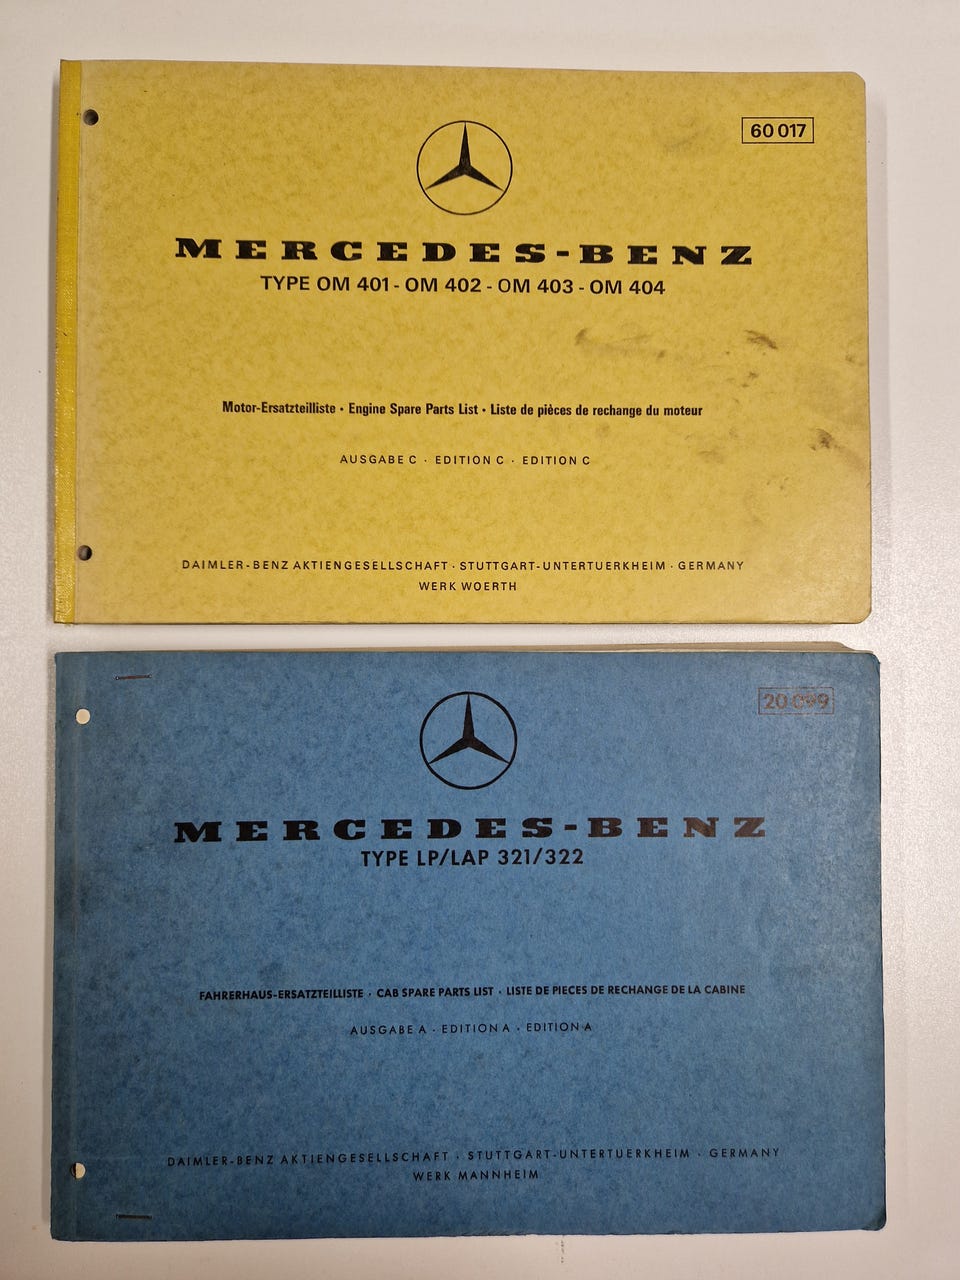 60 017
MERCEDES-BENZ
TYPE OM 401 - OM 402 - OM 403 - OM 404
Motor-Ersatzteilliste • Engine Spare Parts List • Liste de pièces de rechange du moteur
AUSGABE C · EDITION C · EDITION C
DAIMLER-BENZ AKTIENGESELLSCHAFT · STUTTGART-UNTERTUERKHEIM · GERMANY
WERK WOERTH
20 099
MERCEDES-BENZ
TYPE LP/LAP 321/322
FAHRERHAUS-ERSATZTEILLISTE · CAB SPARE PARTS LIST · LISTE DE PIECES DE RECHANGE DE LA CABINE
AUSGABE A · EDITION A · EDITION A
DAIMLER-BENZ AKTIENGESELLSCHAFT · STUTTGART-UNTERTUERKHEIM · GERMANY
WERK MANNHEIM